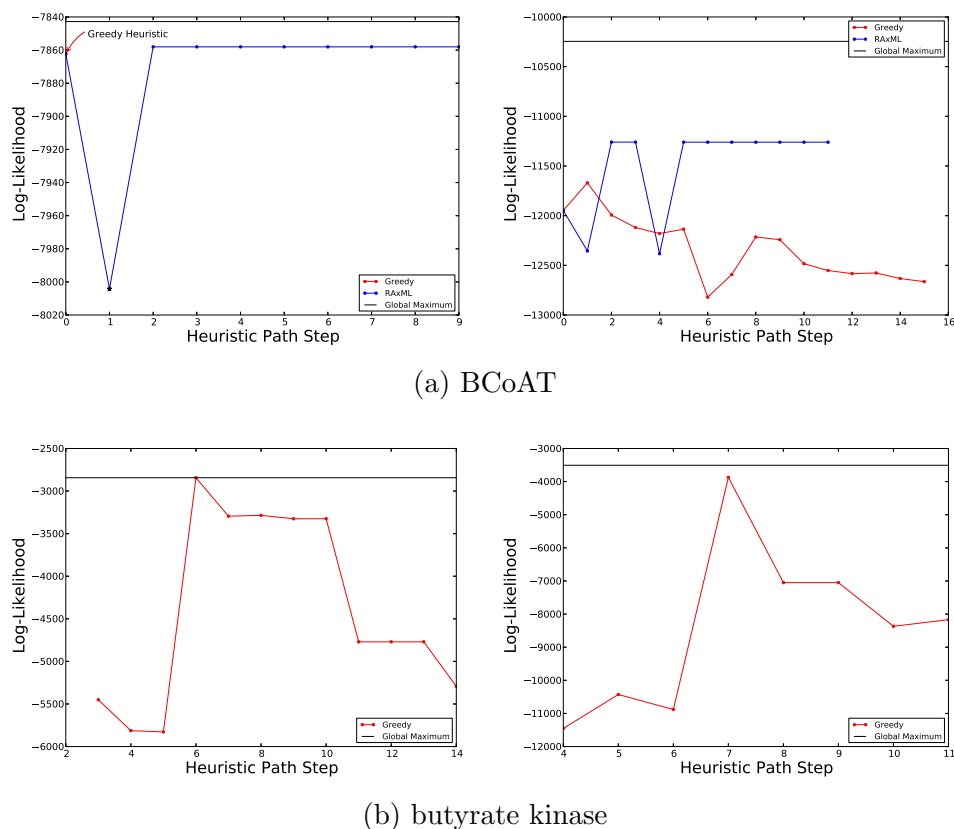 −7840
−7860
−7880
−7900
−7920
−7940
−7960
−7980
−8000
−8020
Log-Likelihood
Greedy Heuristic
Greedy
RAxML
Global Maximum
0 1 2 3 4 5 6 7 8 9
Heuristic Path Step
−10000
−10500
−11000
−11500
−12000
−12500
−13000
Log-Likelihood
Greedy
RAxML
Global Maximum
0 2 4 6 8 10 12 14 16
Heuristic Path Step
(a) BCoAT
−2500
−3000
−3500
−4000
−4500
−5000
−5500
−6000
Log-Likelihood
Greedy
Global Maximum
2 4 6 8 10 12 14
Heuristic Path Step
−3000
−4000
−5000
−6000
−7000
−8000
−9000
−10000
−11000
−12000
Log-Likelihood
Greedy
Global Maximum
4 5 6 7 8 9 10 11
Heuristic Path Step
(b) butyrate kinase